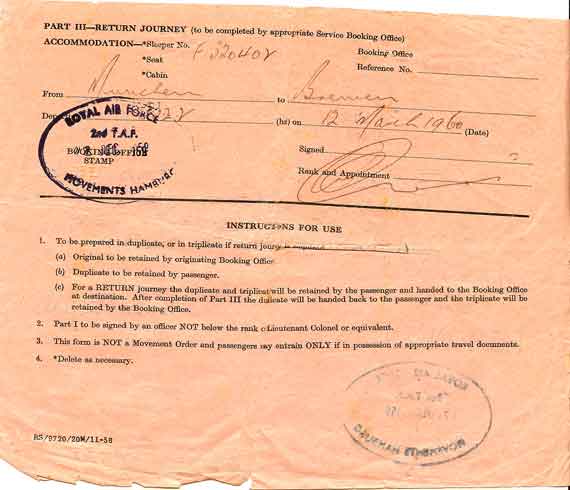 PART III—RETURN JOURNEY (to be completed by appropriate Service Booking Office)
ACCOMMODATION—*Sleeper No. F 220402 Booking Office
*Seat Reference No.
*Cabin
From Munchen to Bremen
(hz) on 12 March 1960 (Date)
ROYAL AIR FORCE
2nd T.A.F.
DEC
BOOKING OFFICE
STAMP
MOVEMENTS HAMBURG
Signed
Rank and Appointment
INSTRUCTIONS FOR USE
1. To be prepared in duplicate, or in triplicate if return journey is required
(a) Original to be retained by originating Booking Office.
(b) Duplicate to be retained by passenger.
(c) For a RETURN journey the duplicate and triplicate will be retained by the passenger and handed to the Booking Office
at destination. After completion of Part III the duplicate will be handed back to the passenger and the triplicate will be
retained by the Booking Office.
2. Part I to be signed by an officer NOT below the rank of Lieutenant Colonel or equivalent.
3. This form is NOT a Movement Order and passengers may entrain ONLY if in possession of appropriate travel documents.
4. *Delete as necessary.
RS/9720/20M/11-58